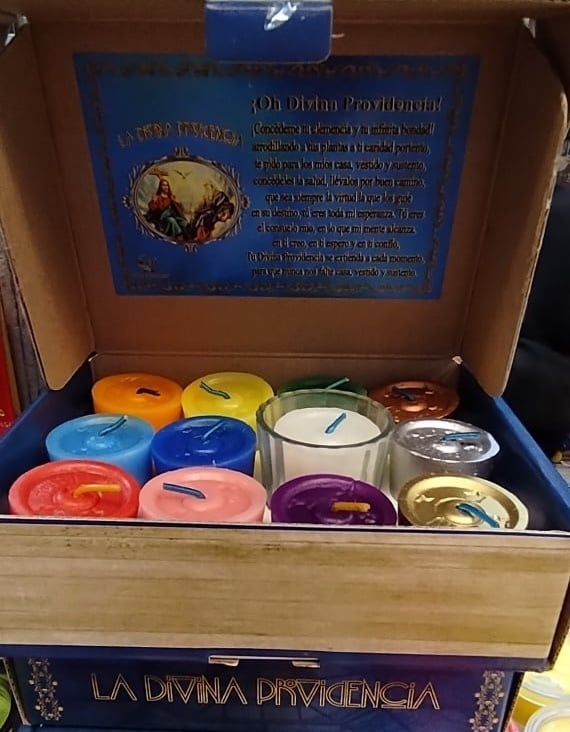 ¡Oh Divina Providencia!
LA DIVINA PROVIDENCIA
¡Concédeme tu clemencia y tu infinita bondad!
arrodillando a tus plantas a ti caridad portento,
te pido para los míos casa, vestido y sustento,
concédeles la salud, llévalos por buen camino,
que sea siempre la virtud la que los guíe
en su destino, tú eres toda mi esperanza. Tú eres
el consuelo mío, en lo que mi mente alcanza,
en ti creo, en ti espero y en ti confío,
Tu Divina Providencia se extienda a cada momento,
para que nunca nos falte casa, vestido y sustento.
LA DIVINA PROVIDENCIA